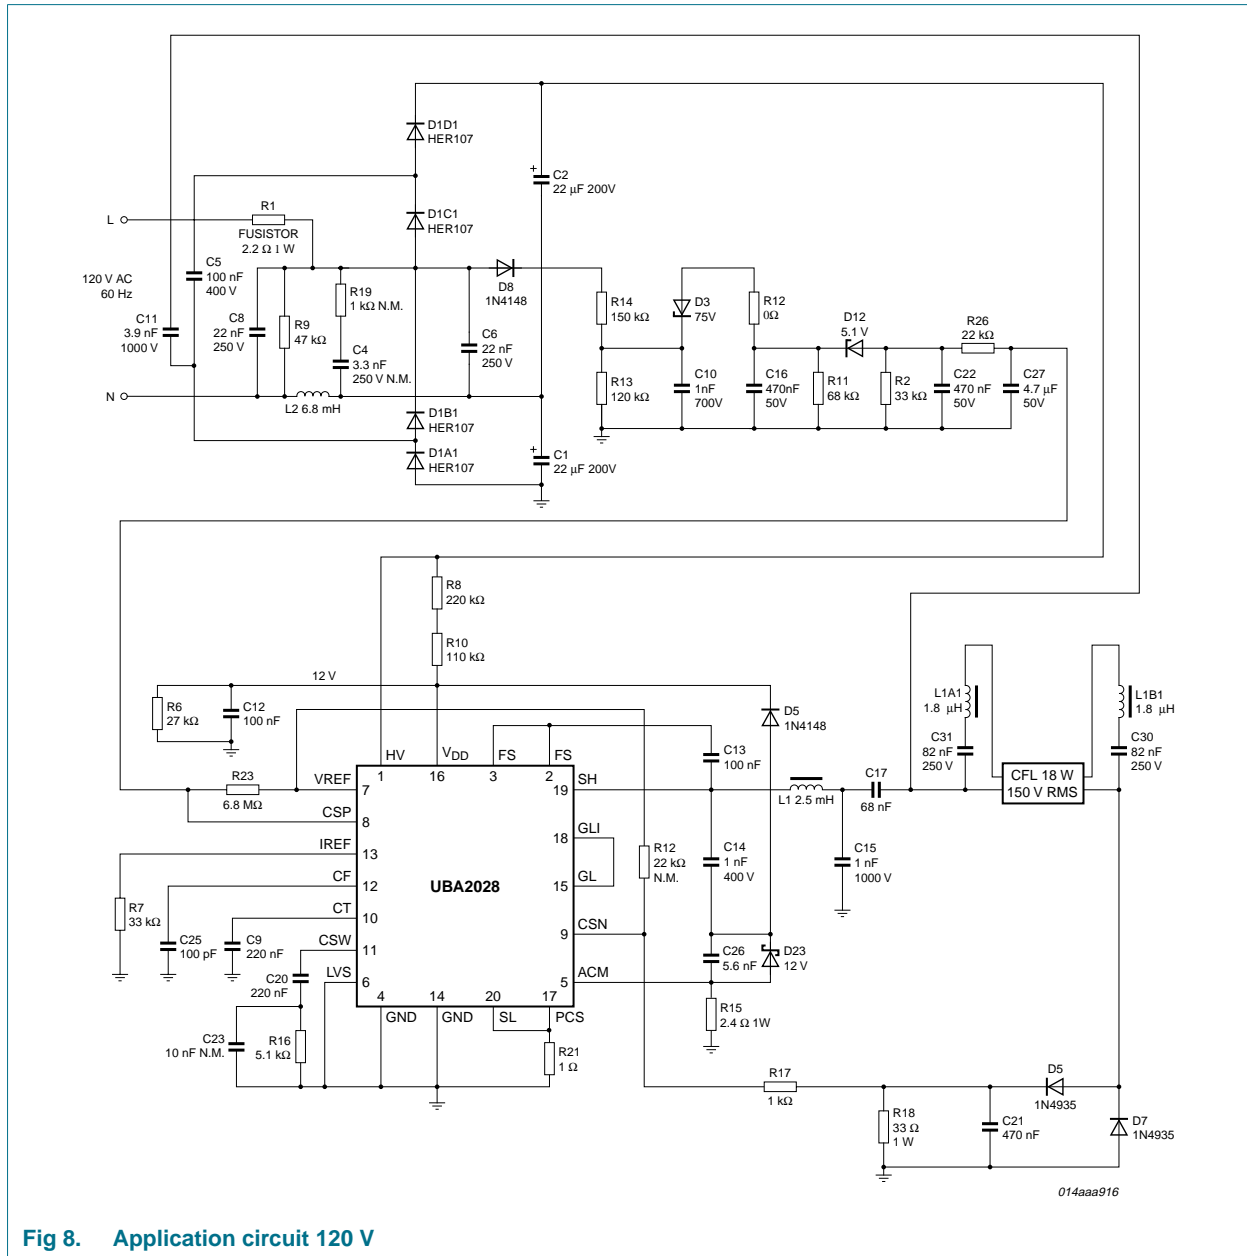 D1D1
HER107
C2
22 μF 200V
+
L
R1
FUSISTOR
2.2 Ω 1 W
D1C1
HER107
C5
100 nF
400 V
120 V AC
60 Hz
C11
3.9 nF
1000 V
C8
22 nF
250 V
R9
47 kΩ
R19
1 kΩ N.M.
C4
3.3 nF
250 V N.M.
C6
22 nF
250 V
D8
1N4148
R14
150 kΩ
D3
75V
R12
0Ω
D12
5.1 V
R26
22 kΩ
R13
120 kΩ
C10
1nF
700V
C16
470nF
50V
R11
68 kΩ
R2
33 kΩ
C22
470 nF
50V
C27
4.7 μF
50V
N
L2 6.8 mH
D1B1
HER107
D1A1
HER107
+
C1
22 μF 200V
R8
220 kΩ
R10
110 kΩ
12 V
R6
27 kΩ
C12
100 nF
D5
1N4148
C13
100 nF
L1A1
1.8 μH
L1B1
1.8 μH
C31
82 nF
250 V
C30
82 nF
250 V
CFL 18 W
150 V RMS
HV
VDD
FS
FS
1
16
3
2
R23
6.8 MΩ
VREF
7
CSP
8
IREF
13
CF
12
CT
10
CSW
11
LVS
6
UBA2028
SH
19
GLI
18
GL
15
CSN
9
ACM
5
4
14
20
17
GND
GND
SL
PCS
L1 2.5 mH
C17
68 nF
C14
1 nF
400 V
C15
1 nF
1000 V
R12
22 kΩ
N.M.
R7
33 kΩ
C25
100 pF
C9
220 nF
C20
220 nF
C26
5.6 nF
D23
12 V
R15
2.4 Ω 1W
C23
10 nF N.M.
R16
5.1 kΩ
R21
1 Ω
R17
1 kΩ
D5
1N4935
R18
33 Ω
1 W
C21
470 nF
D7
1N4935
014aaa916
Fig 8. Application circuit 120 V